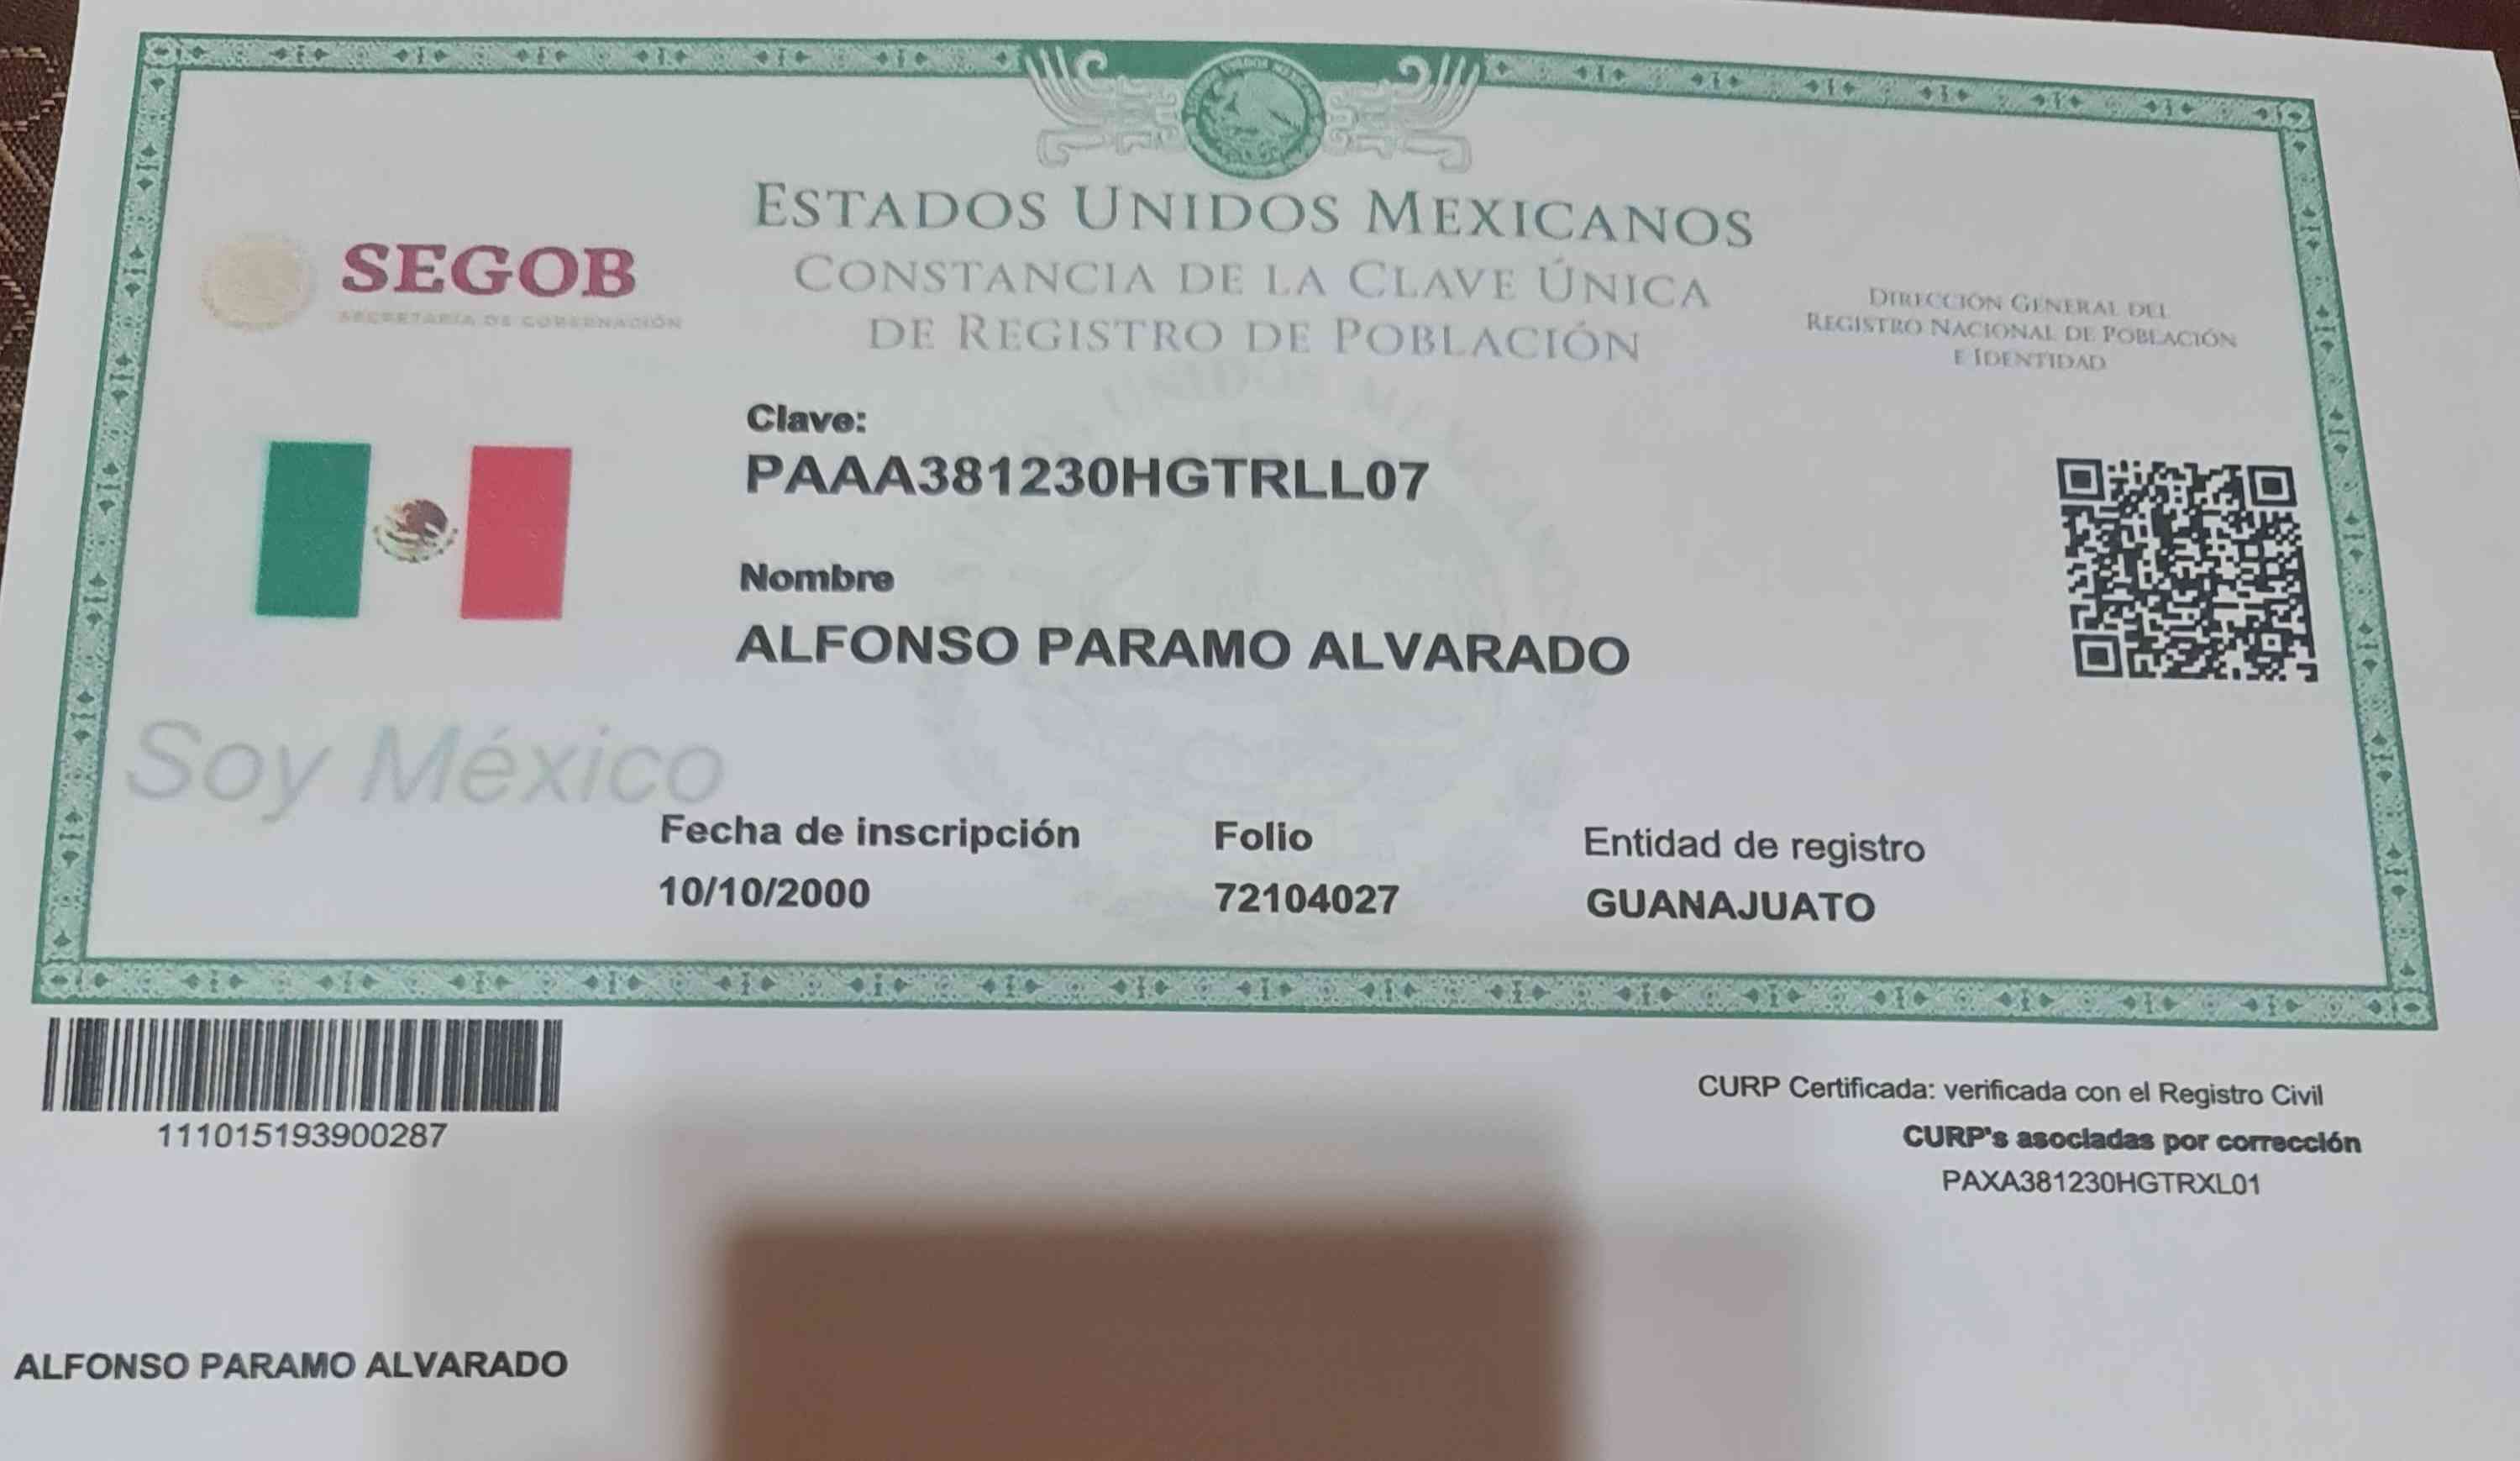 ESTADOS UNIDOS MEXICANOS
CONSTANCIA DE LA CLAVE ÚNICA
DE REGISTRO DE POBLACIÓN
SEGOB
SECRETARÍA DE GOBERNACIÓN
DIRECCIÓN GENERAL DEL
REGISTRO NACIONAL DE POBLACIÓN
E IDENTIDAD
Clave:
PAAA381230HGTRLL07
Nombre
ALFONSO PARAMO ALVARADO
Soy México
Fecha de inscripción Folio Entidad de registro
10/10/2000 72104027 GUANAJUATO
111015193900287
CURP Certificada: verificada con el Registro Civil
CURP's asociadas por corrección
PAXA381230HGTRXL01
ALFONSO PARAMO ALVARADO